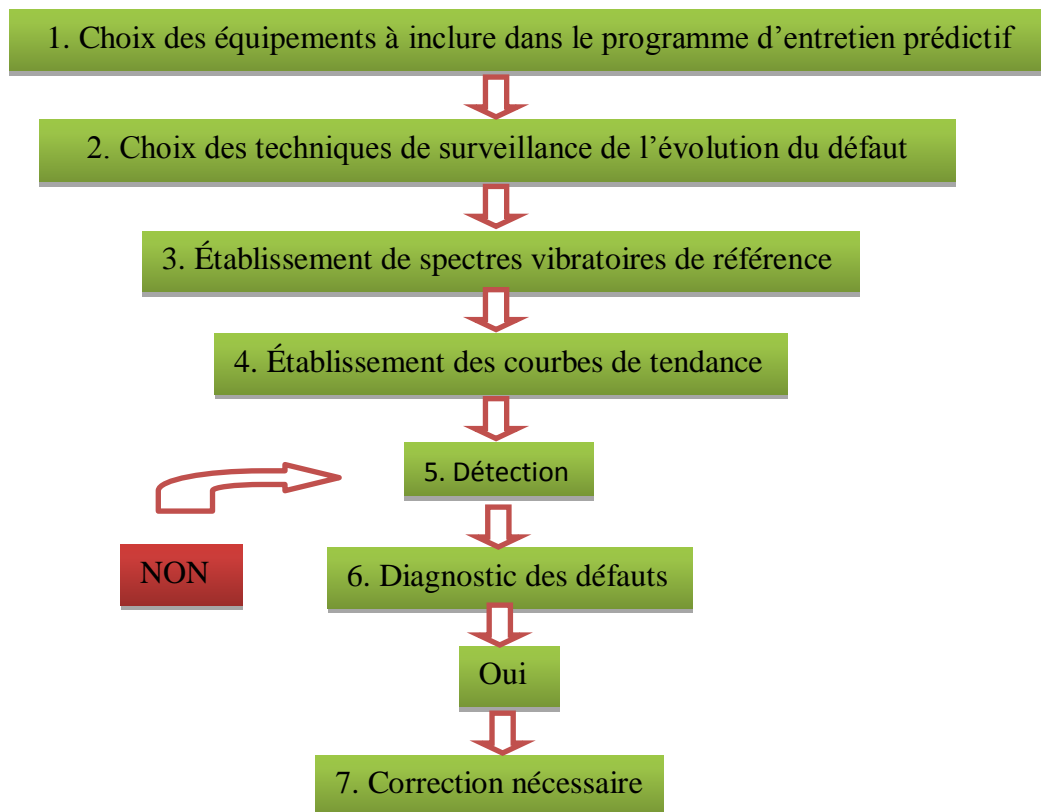 1. Choix des équipements à inclure dans le programme d’entretien prédictif
2. Choix des techniques de surveillance de l’évolution du défaut
3. Établissement de spectres vibratoires de référence
4. Établissement des courbes de tendance
5. Détection
NON
6. Diagnostic des défauts
Oui
7. Correction nécessaire